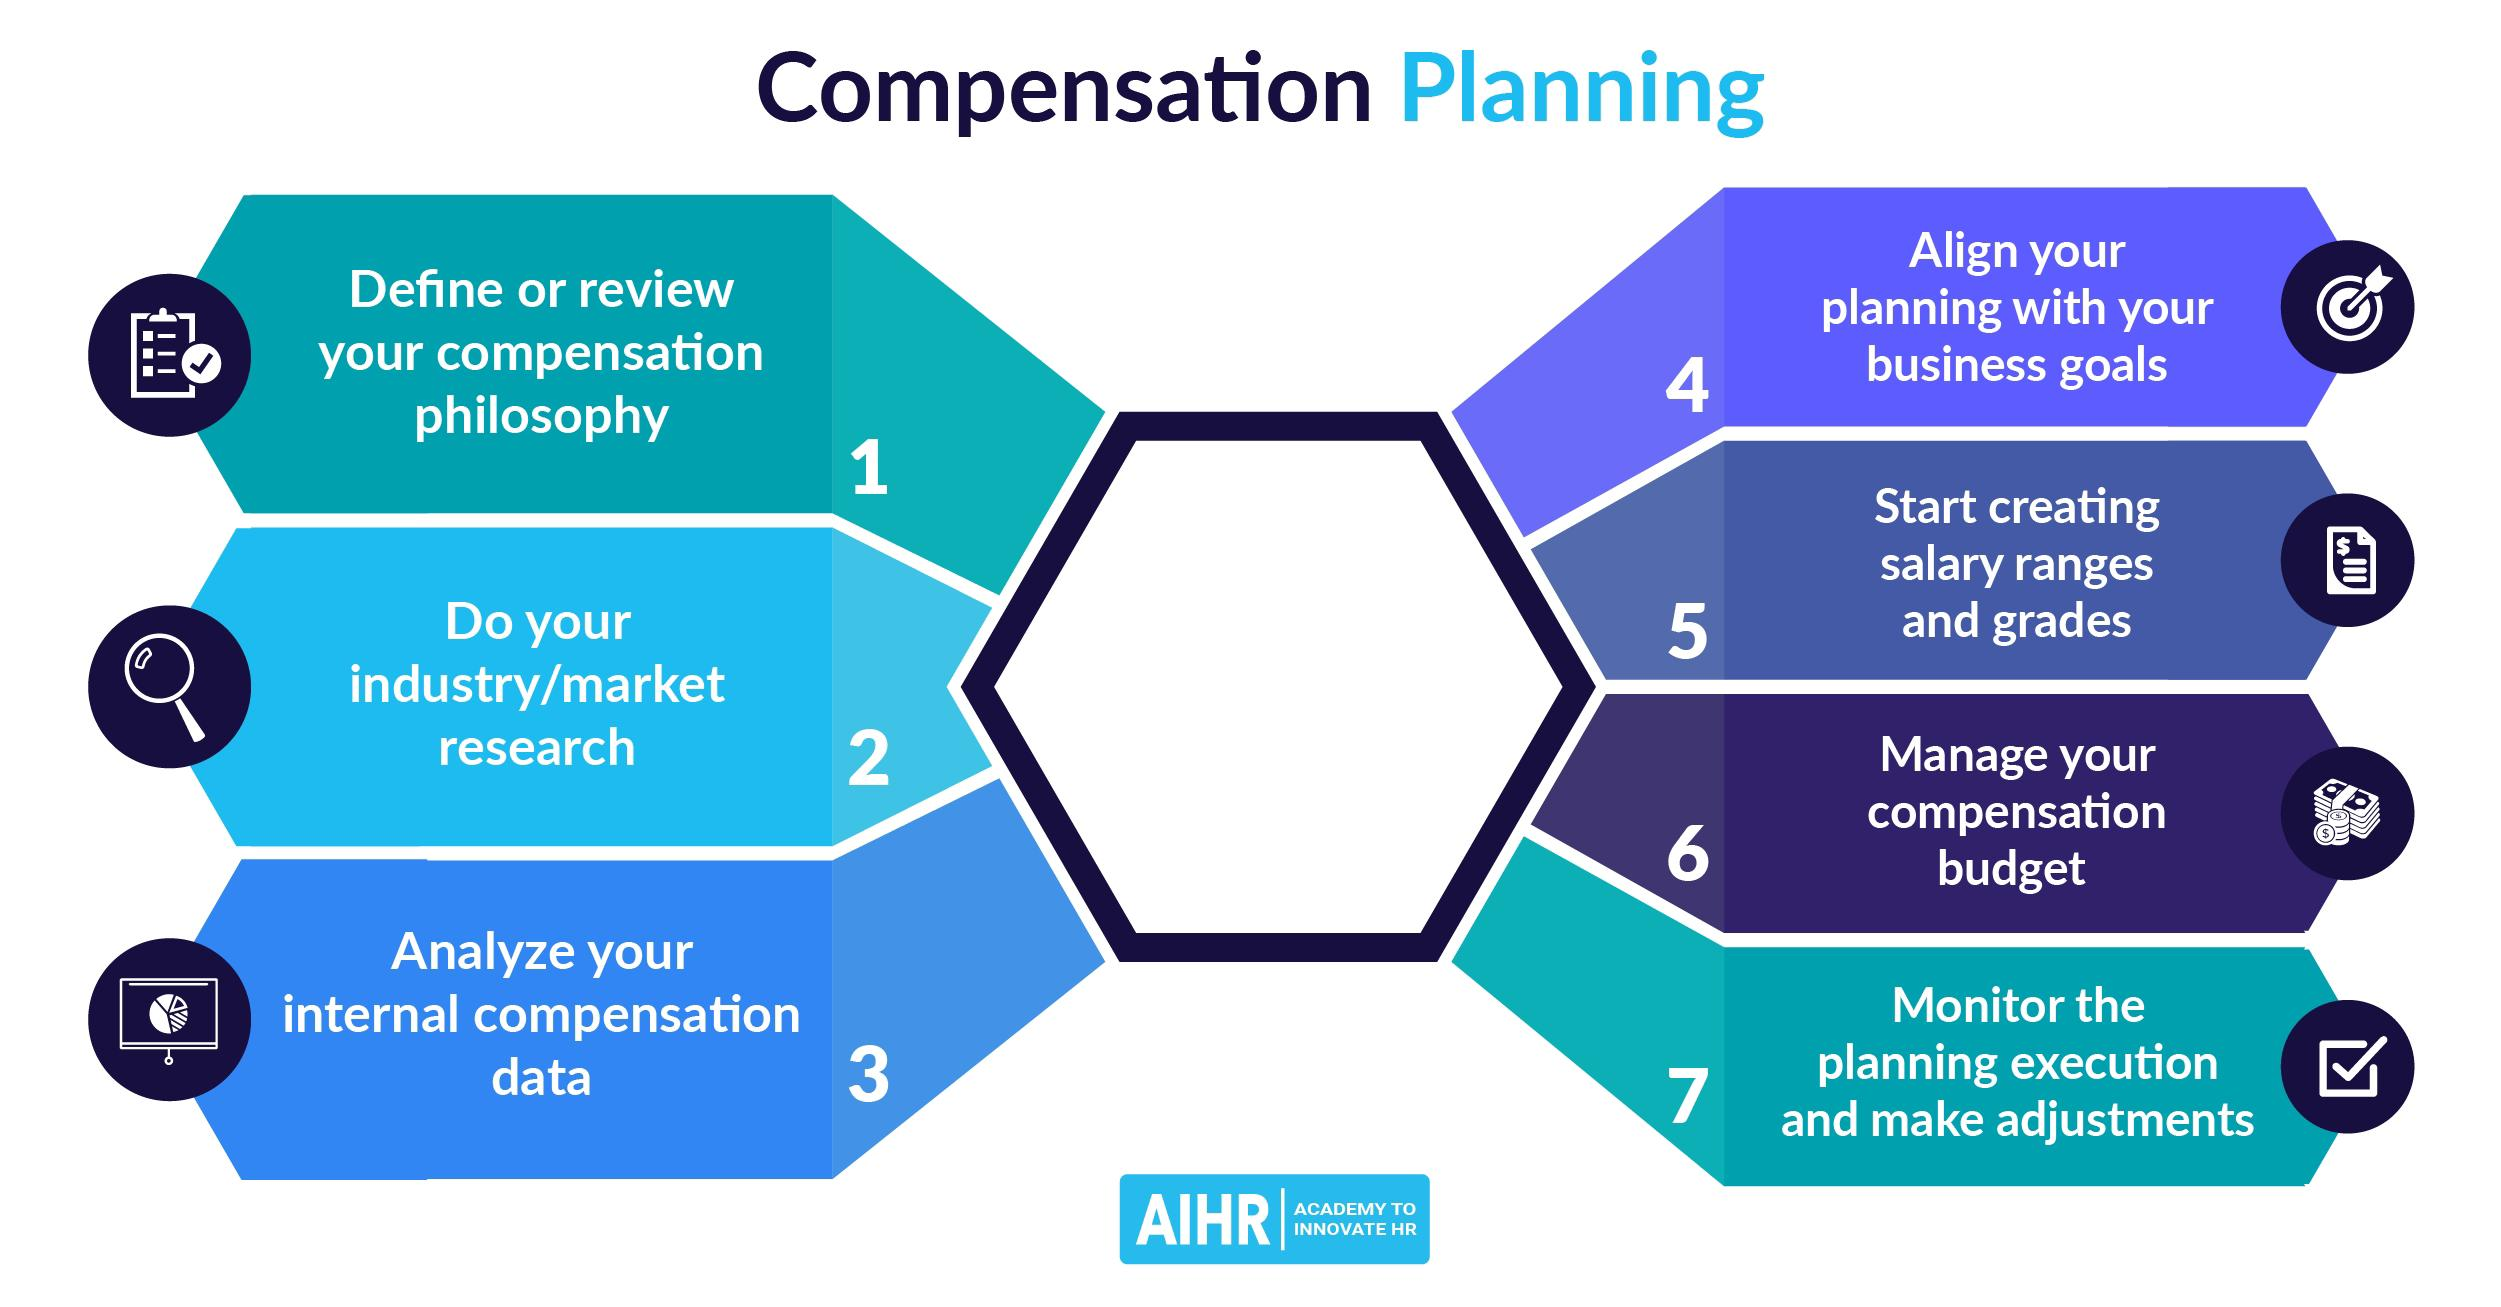 Compensation Planning
Define or review
your compensation
philosophy
1
Do your
industry/market
research
2
Analyze your
internal compensation
data
3
Align your
planning with your
business goals
4
Start creating
salary ranges
and grades
5
Manage your
compensation
budget
6
Monitor the
planning execution
and make adjustments
7
AIHR
ACADEMY TO
INNOVATE HR